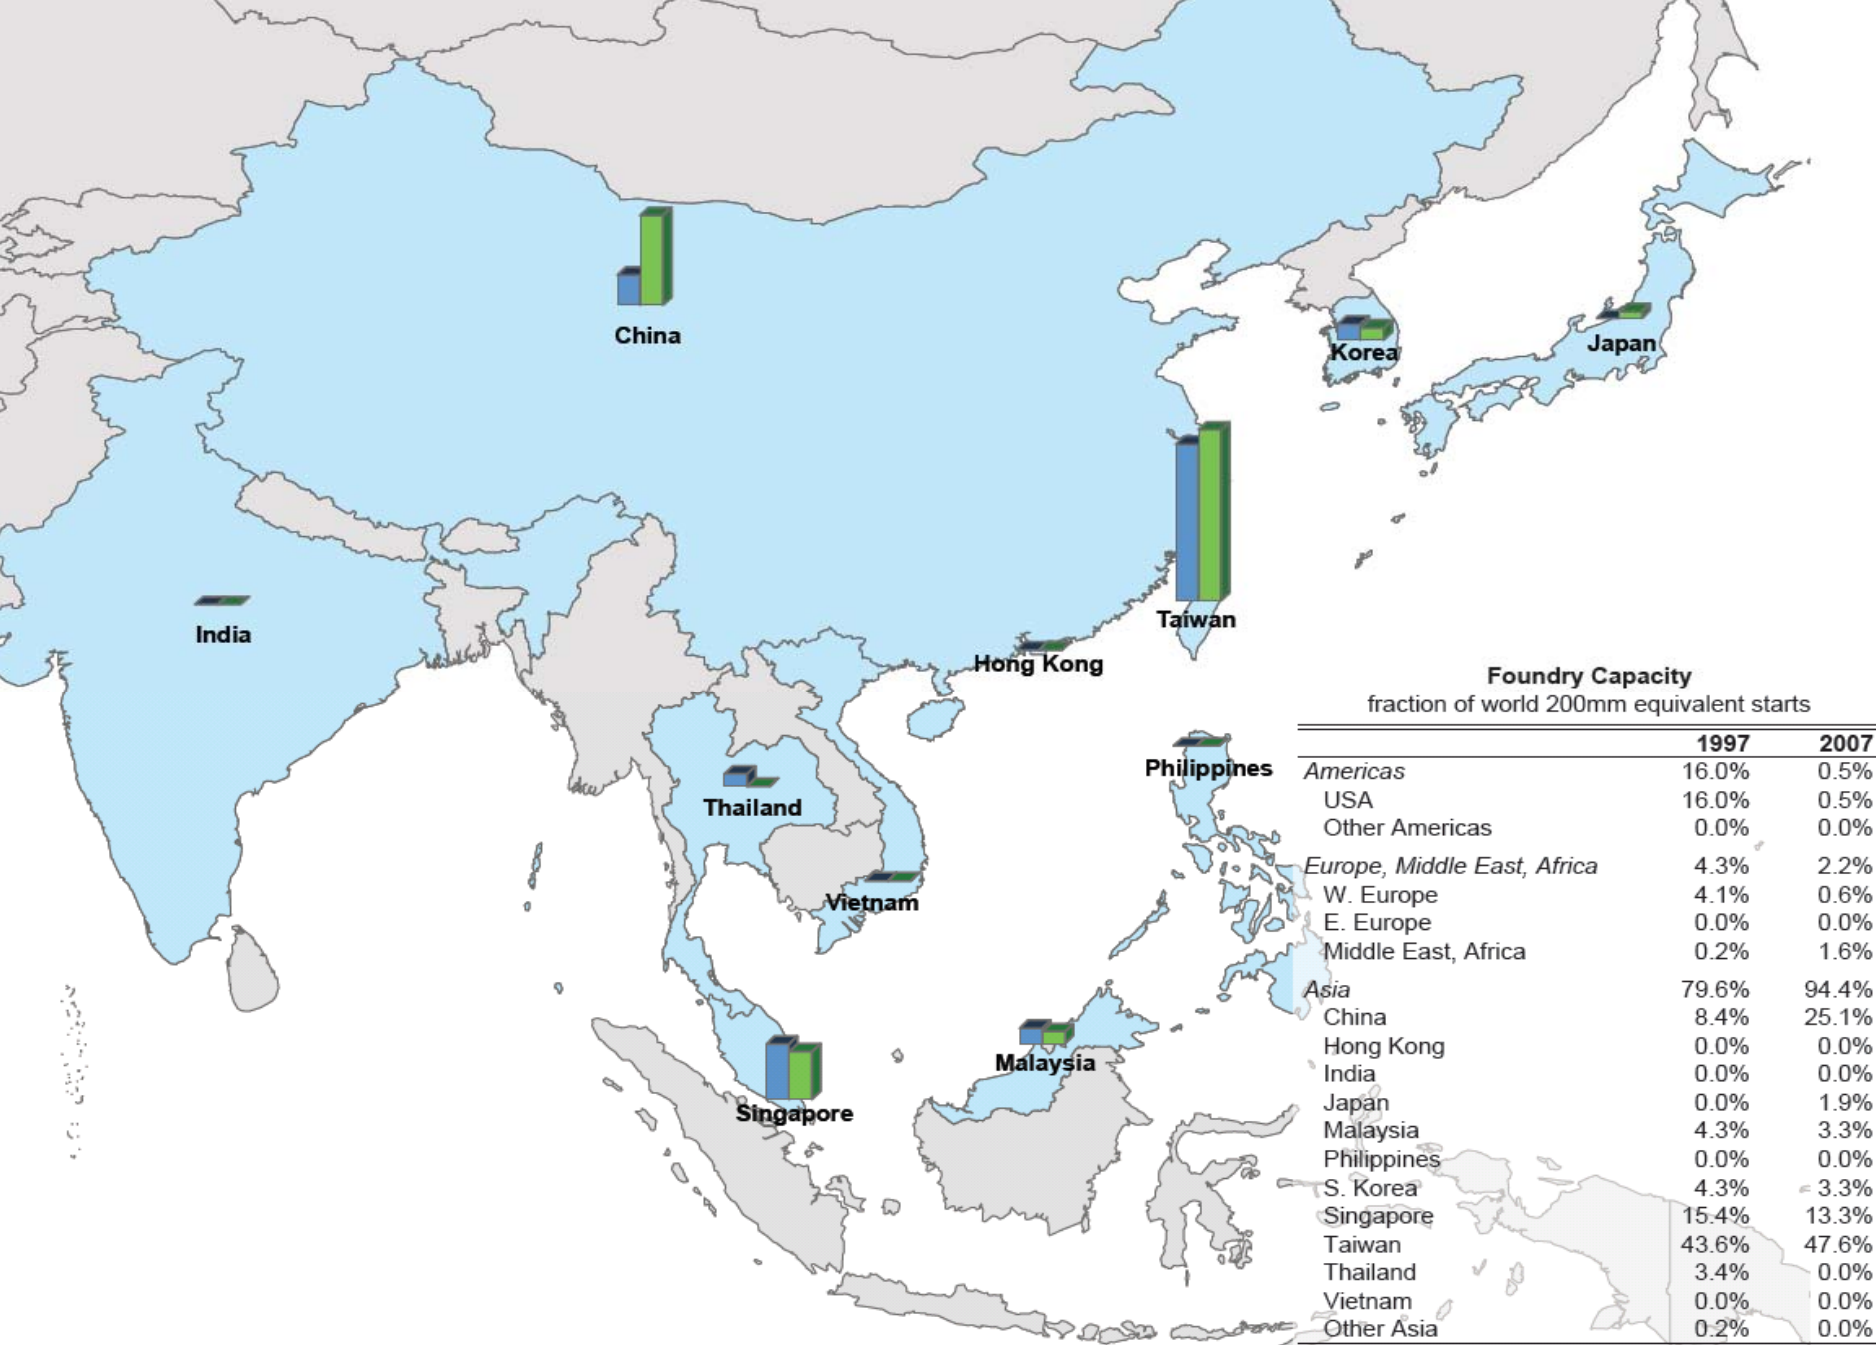 China
Korea
Japan
Taiwan
India
Hong Kong
Philippines
Thailand
Vietnam
Malaysia
Singapore
Foundry Capacity
fraction of world 200mm equivalent starts
1997 2007
Americas 16.0% 0.5%
USA 16.0% 0.5%
Other Americas 0.0% 0.0%
Europe, Middle East, Africa 4.3% 2.2%
W. Europe 4.1% 0.6%
E. Europe 0.0% 0.0%
Middle East, Africa 0.2% 1.6%
Asia 79.6% 94.4%
China 8.4% 25.1%
Hong Kong 0.0% 0.0%
India 0.0% 0.0%
Japan 0.0% 1.9%
Malaysia 4.3% 3.3%
Philippines 0.0% 0.0%
S. Korea 4.3% 3.3%
Singapore 15.4% 13.3%
Taiwan 43.6% 47.6%
Thailand 3.4% 0.0%
Vietnam 0.0% 0.0%
Other Asia 0.2% 0.0%